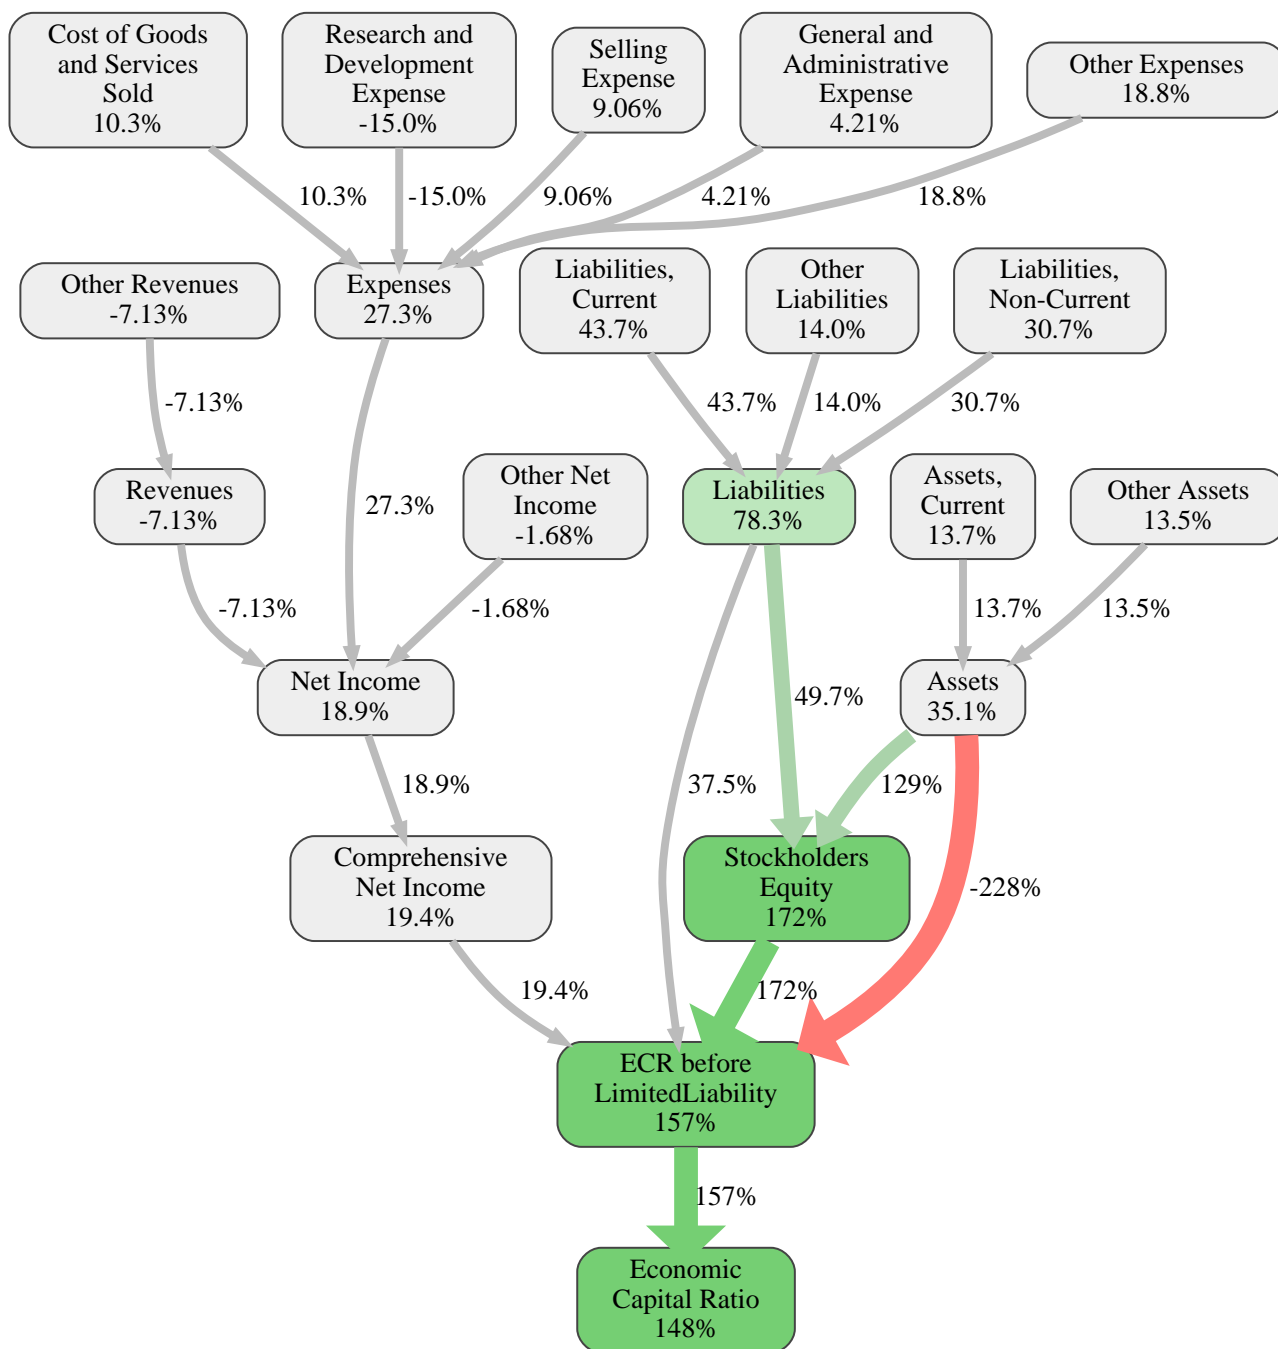 Cost of Goods
and Services
Sold
10.3%
Research and
Development
Expense
-15.0%
Selling
Expense
9.06%
General and
Administrative
Expense
4.21%
Other Expenses
18.8%
10.3%
-15.0%
9.06%
4.21%
18.8%
Other Revenues
-7.13%
Expenses
27.3%
Liabilities,
Current
43.7%
Other
Liabilities
14.0%
Liabilities,
Non-Current
30.7%
-7.13%
43.7%
14.0%
30.7%
Revenues
-7.13%
27.3%
Other Net
Income
-1.68%
Liabilities
78.3%
Assets,
Current
13.7%
Other Assets
13.5%
-7.13%
-1.68%
13.7%
13.5%
Net Income
18.9%
49.7%
Assets
35.1%
18.9%
37.5%
129%
Comprehensive
Net Income
19.4%
Stockholders
Equity
172%
-228%
19.4%
172%
ECR before
LimitedLiability
157%
157%
Economic
Capital Ratio
148%